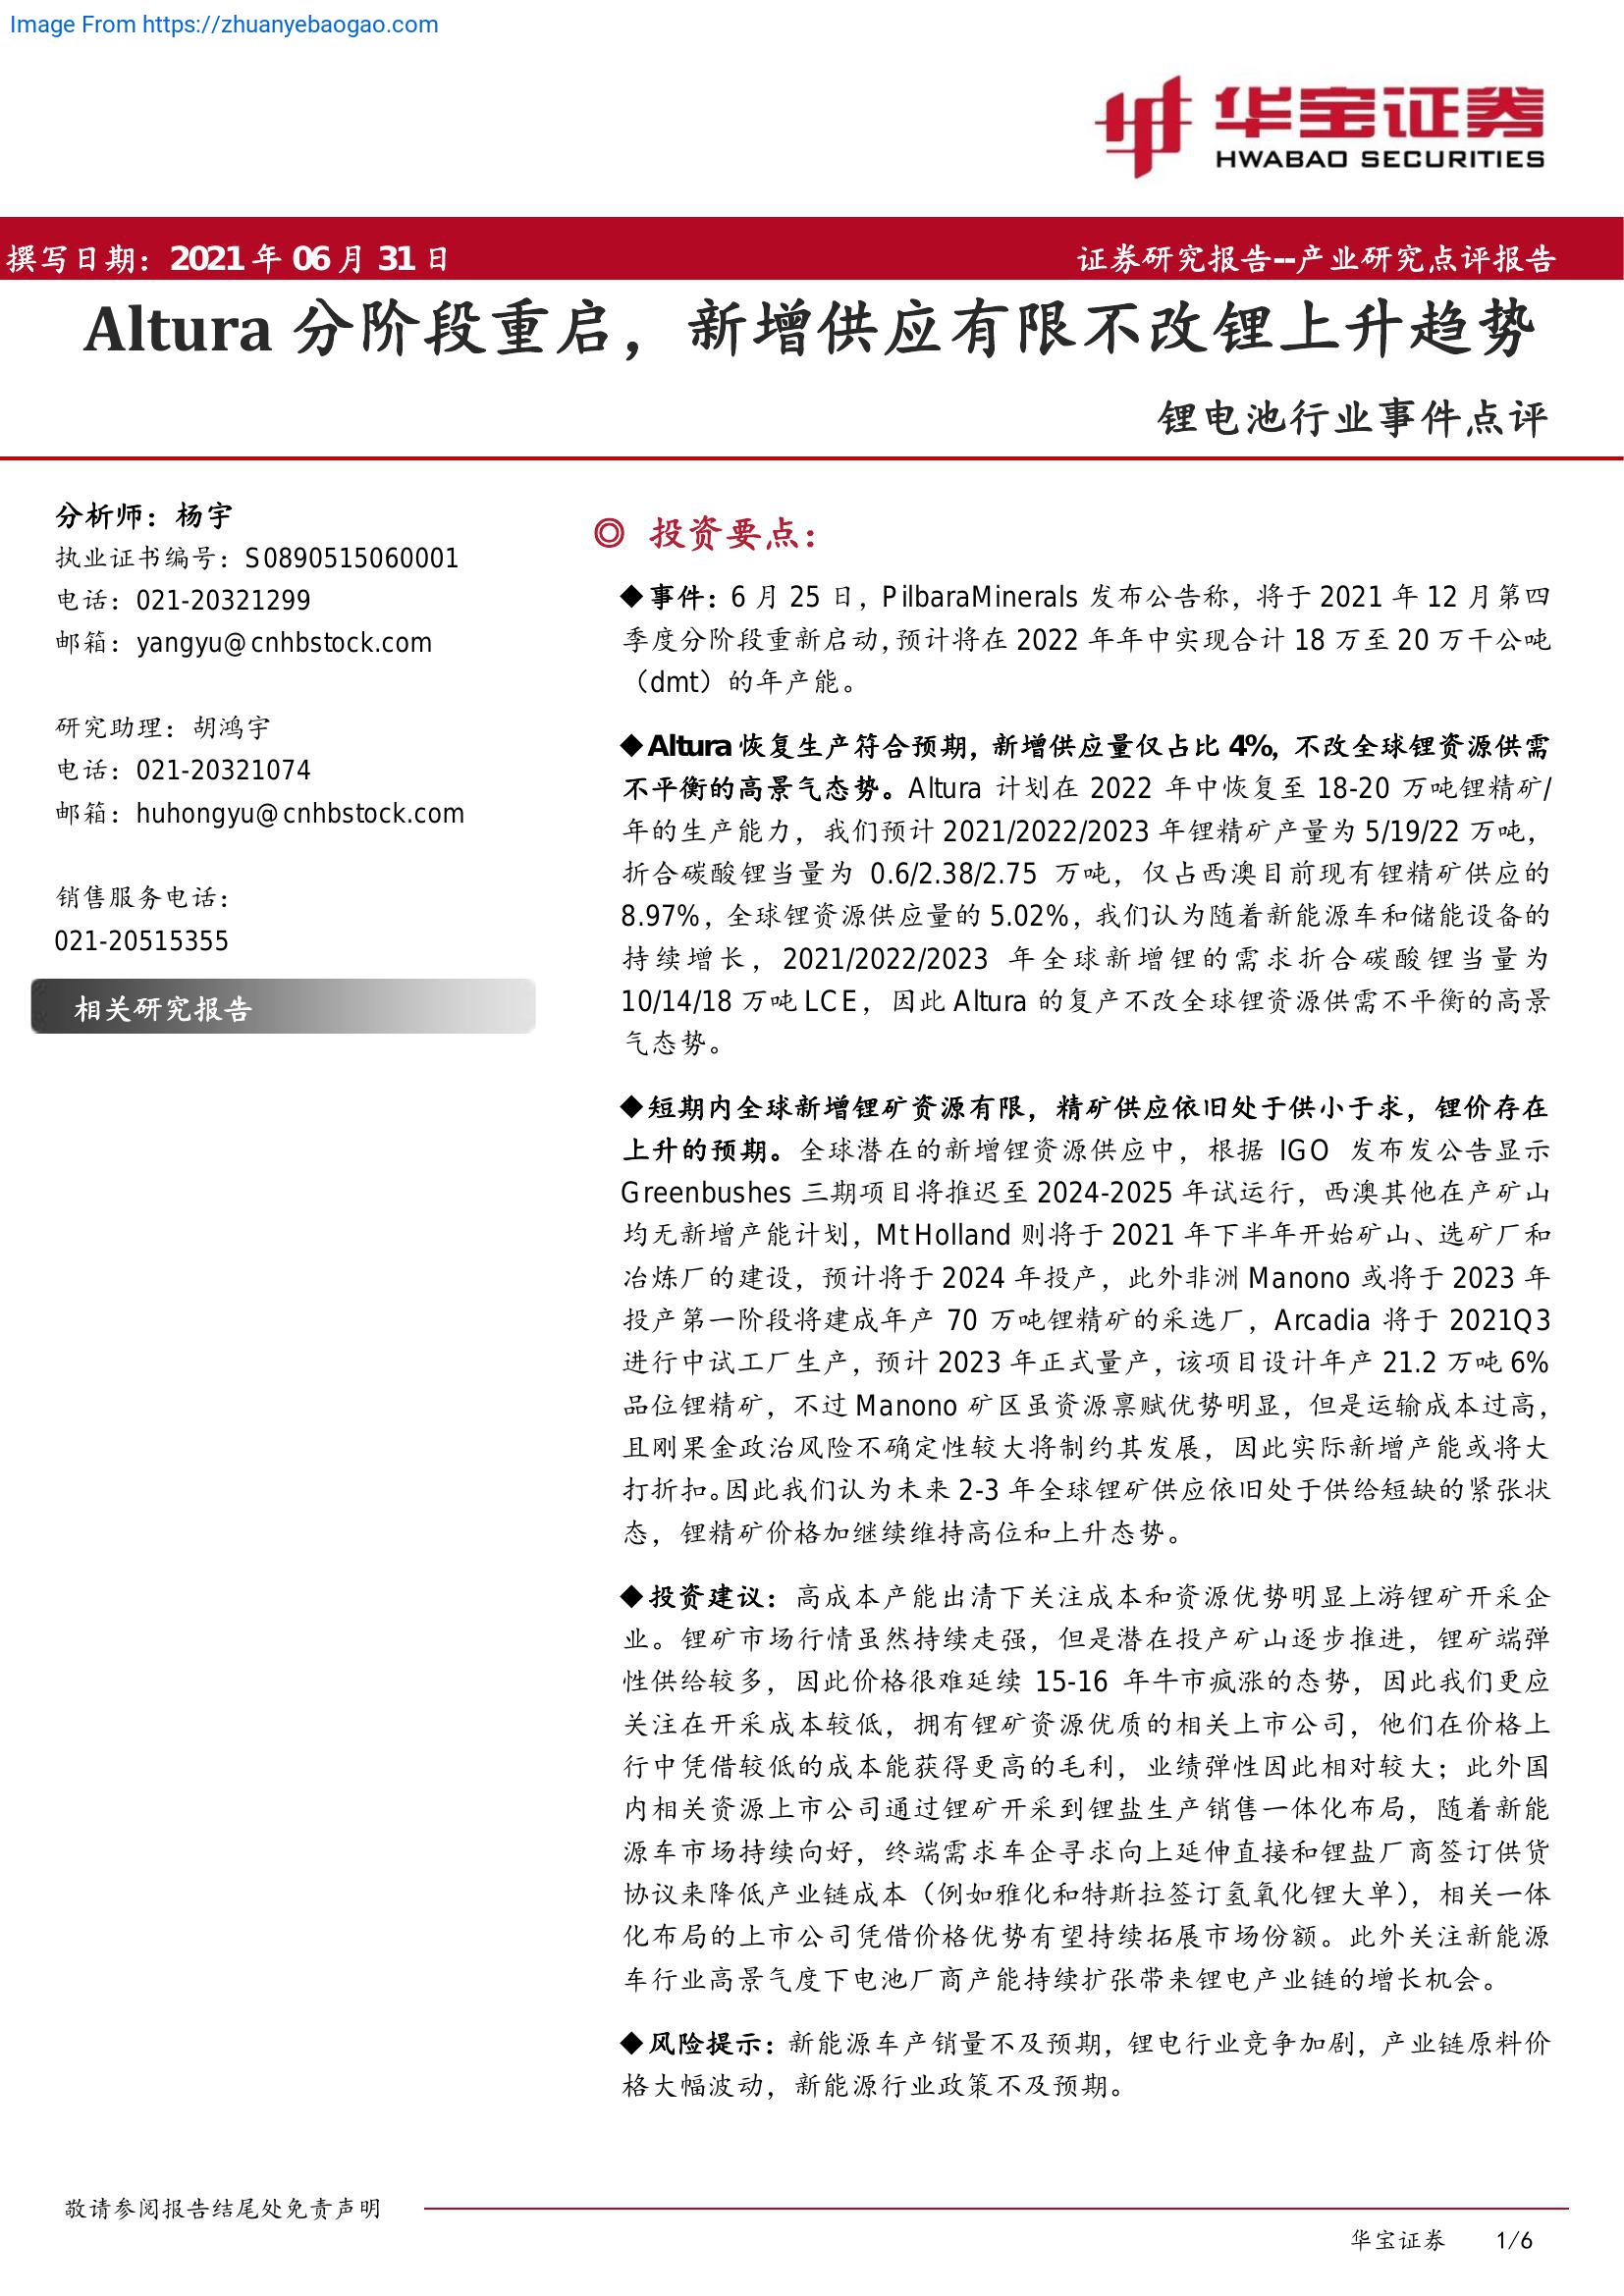 Image From https://zhuanyebaogao.com
华宝证券
HWABAO SECURITIES
撰写日期：2021 年 06 月 31 日
证券研究报告--产业研究点评报告
Altura 分阶段重启，新增供应有限不改锂上升趋势
锂电池行业事件点评
分析师：杨宇
执业证书编号：S0890515060001
电话：021-20321299
邮箱：yangyu@cnhbstock.com
研究助理：胡鸿宇
电话：021-20321074
邮箱：huhongyu@cnhbstock.com
销售服务电话：
021-20515355
相关研究报告
◎ 投资要点：
◆事件：6 月 25 日，PilbaraMinerals 发布公告称，将于 2021 年 12 月第四
季度分阶段重新启动，预计将在 2022 年年中实现合计 18 万至 20 万干公吨
（dmt）的年产能。
◆Altura 恢复生产符合预期，新增供应量仅占比 4%，不改全球锂资源供需
不平衡的高景气态势。Altura 计划在 2022 年中恢复至 18-20 万吨锂精矿/
年的生产能力，我们预计 2021/2022/2023 年锂精矿产量为 5/19/22 万吨，
折合碳酸锂当量为 0.6/2.38/2.75 万吨，仅占西澳目前现有锂精矿供应的
8.97%，全球锂资源供应量的 5.02%，我们认为随着新能源车和储能设备的
持续增长，2021/2022/2023 年全球新增锂的需求折合碳酸锂当量为
10/14/18 万吨 LCE，因此 Altura 的复产不改全球锂资源供需不平衡的高景
气态势。
◆短期内全球新增锂矿资源有限，精矿供应依旧处于供小于求，锂价存在
上升的预期。全球潜在的新增锂资源供应中，根据 IGO 发布发公告显示
Greenbushes 三期项目将推迟至 2024-2025 年试运行，西澳其他在产矿山
均无新增产能计划，Mt Holland 则将于 2021 年下半年开始矿山、选矿厂和
冶炼厂的建设，预计将于 2024 年投产，此外非洲 Manono 或将于 2023 年
投产第一阶段将建成年产 70 万吨锂精矿的采选厂，Arcadia 将于 2021Q3
进行中试工厂生产，预计 2023 年正式量产，该项目设计年产 21.2 万吨 6%
品位锂精矿，不过 Manono 矿区虽资源禀赋优势明显，但是运输成本过高，
且刚果金政治风险不确定性较大将制约其发展，因此实际新增产能或将大
打折扣。因此我们认为未来 2-3 年全球锂矿供应依旧处于供给短缺的紧张状
态，锂精矿价格加继续维持高位和上升态势。
◆投资建议：高成本产能出清下关注成本和资源优势明显上游锂矿开采企
业。锂矿市场行情虽然持续走强，但是潜在投产矿山逐步推进，锂矿端弹
性供给较多，因此价格很难延续 15-16 年牛市疯涨的态势，因此我们更应
关注在开采成本较低，拥有锂矿资源优质的相关上市公司，他们在价格上
行中凭借较低的成本能获得更高的毛利，业绩弹性因此相对较大；此外国
内相关资源上市公司通过锂矿开采到锂盐生产销售一体化布局，随着新能
源车市场持续向好，终端需求车企寻求向上延伸直接和锂盐厂商签订供货
协议来降低产业链成本（例如雅化和特斯拉签订氢氧化锂大单），相关一体
化布局的上市公司凭借价格优势有望持续拓展市场份额。此外关注新能源
车行业高景气度下电池厂商产能持续扩张带来锂电产业链的增长机会。
◆风险提示：新能源车产销量不及预期，锂电行业竞争加剧，产业链原料价
格大幅波动，新能源行业政策不及预期。
敬请参阅报告结尾处免责声明
华宝证券 1/6